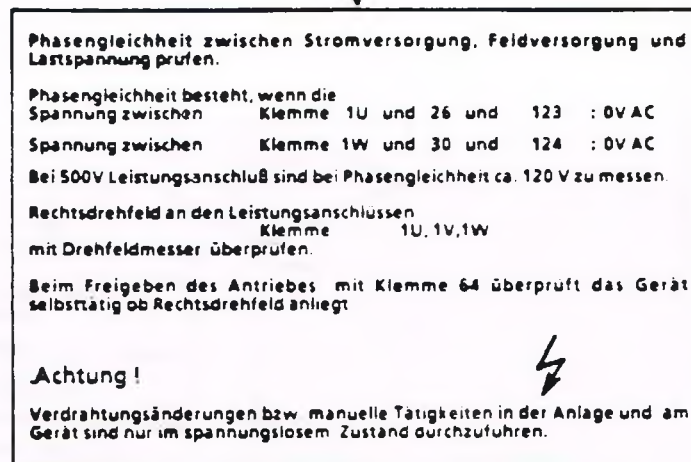 Phasengleichheit zwischen Stromversorgung, Feldversorgung und
Lastspannung prüfen.
Phasengleichheit besteht, wenn die
Spannung zwischen Klemme 1U und 26 und 123 : 0V AC
Spannung zwischen Klemme 1W und 30 und 124 : 0V AC
Bei 500V Leistungsanschluß sind bei Phasengleichheit ca. 120 V zu messen.
Rechtsdrehfeld an den Leistungsanschlüssen
Klemme 1U, 1V, 1W
mit Drehfeldmesser überprüfen.
Beim Freigeben des Antriebes mit Klemme 64 überprüft das Gerät
selbsttätig ob Rechtsdrehfeld anliegt
Achtung !
Verdrahtungsänderungen bzw manuelle Tätigkeiten in der Anlage und am
Gerät sind nur im spannungslosem Zustand durchzuführen.